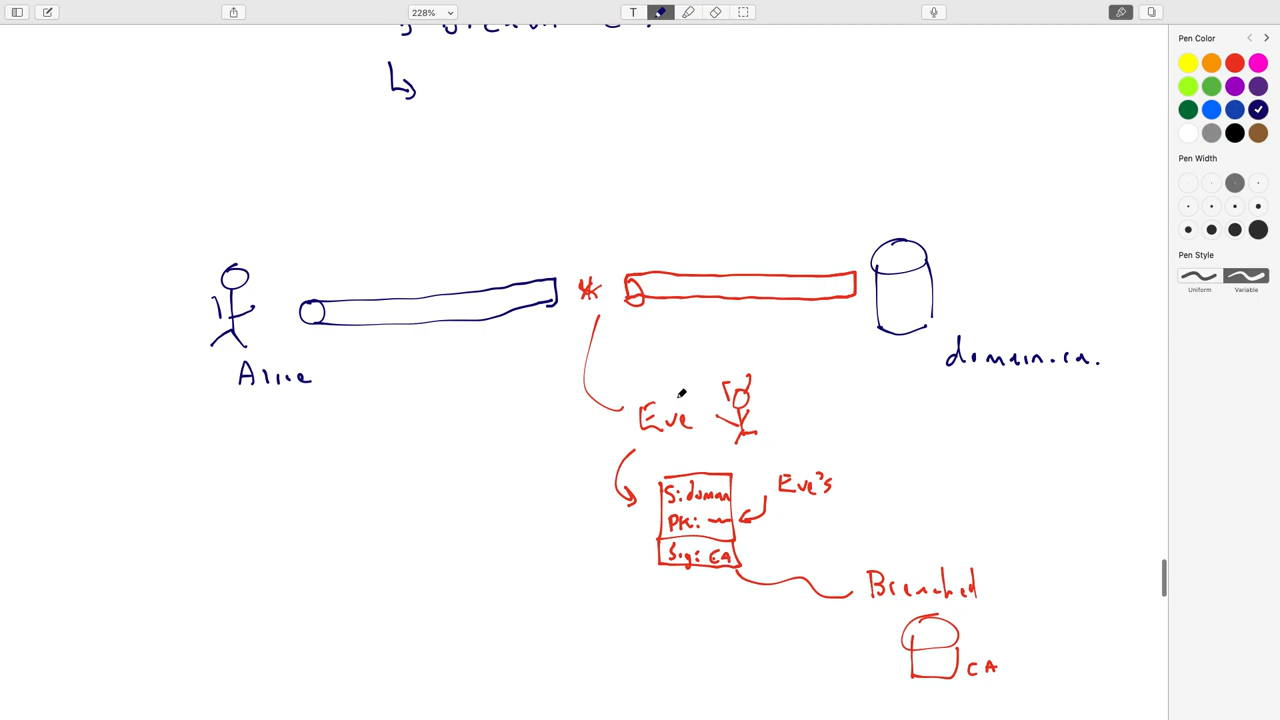 228%
T
Pen Color
Pen Width
Pen Style
Uniform
Variable
Alice
domain.ca.
Eve
S: domain
PK:
Sig: CA
Eve's
Breached
CA